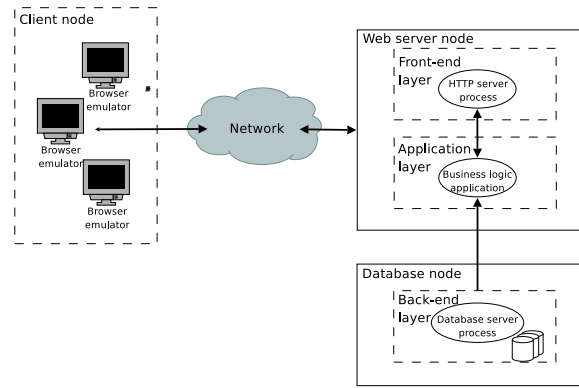 Client node
Browser
emulator
Browser
emulator
Browser
emulator
Network
Web server node
Front-end
layer
HTTP server
process
Application
layer
Business logic
application
Database node
Back-end
layer
Database server
process